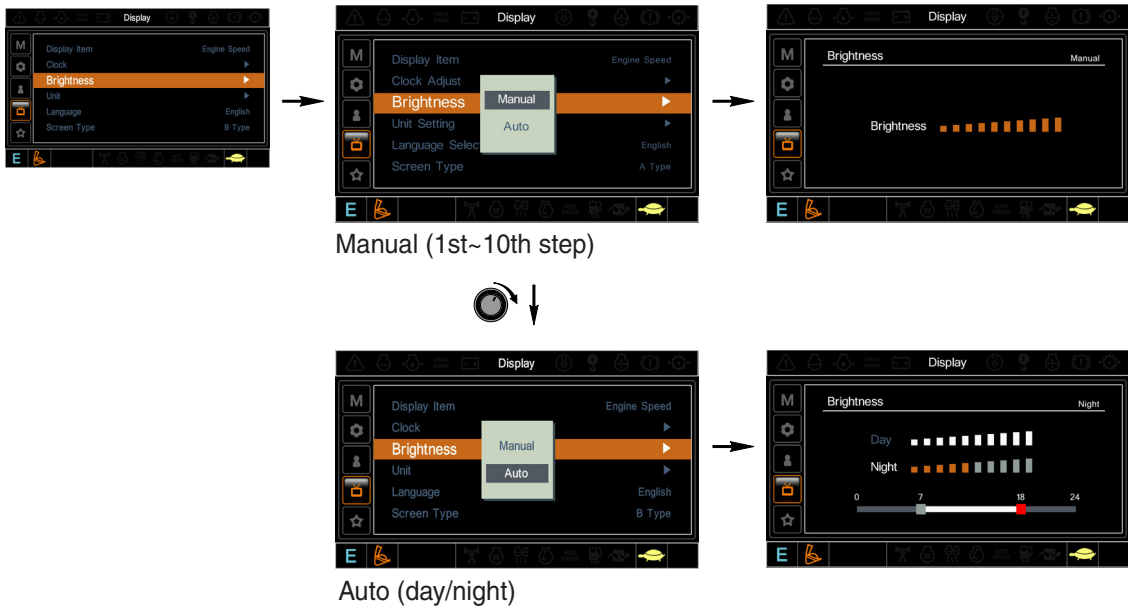 Display
M
Display Item Engine Speed
Clock
Brightness
Unit
Language English
Screen Type B Type
E
Display
M
Display Item Engine Speed
Clock Adjust
Brightness
Manual
Auto
Unit Setting
Language Selec English
Screen Type A Type
E
Display
M
Brightness Manual
Brightness
E
Manual (1st~10th step)
Display
M
Display Item Engine Speed
Clock
Brightness
Manual
Auto
Unit
Language English
Screen Type B Type
E
Display
M
Brightness Night
Day
Night
0 7 18 24
E
Auto (day/night)